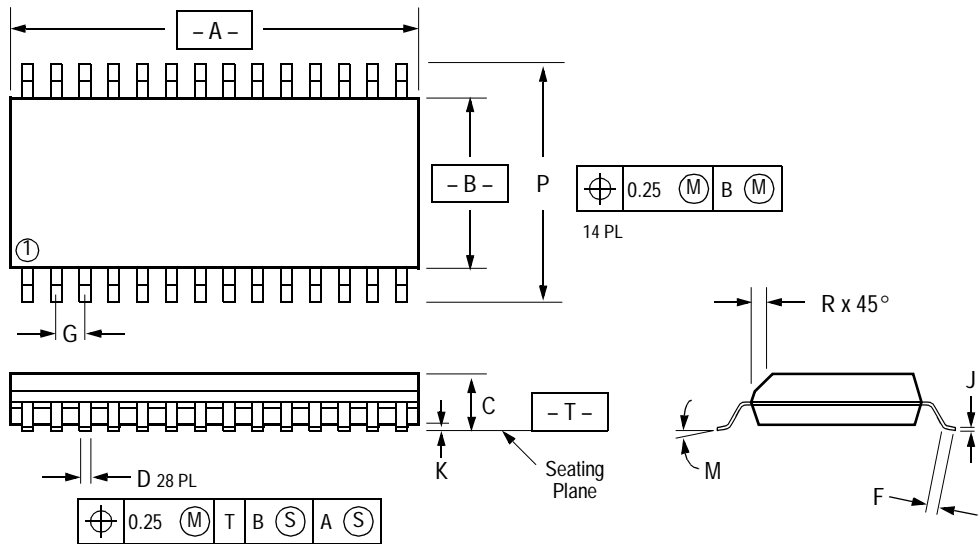 – A –
– B –
P
⌖ 0.25 Ⓜ B Ⓜ
14 PL
①
G
R x 45°
J
C
– T –
K
Seating
Plane
M
F
D 28 PL
⌖ 0.25 Ⓜ T B Ⓢ A Ⓢ